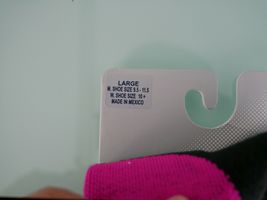 LARGE
M. SHOE SIZE 9.5 - 11.5
W. SHOE SIZE 10 +
MADE IN MEXICO